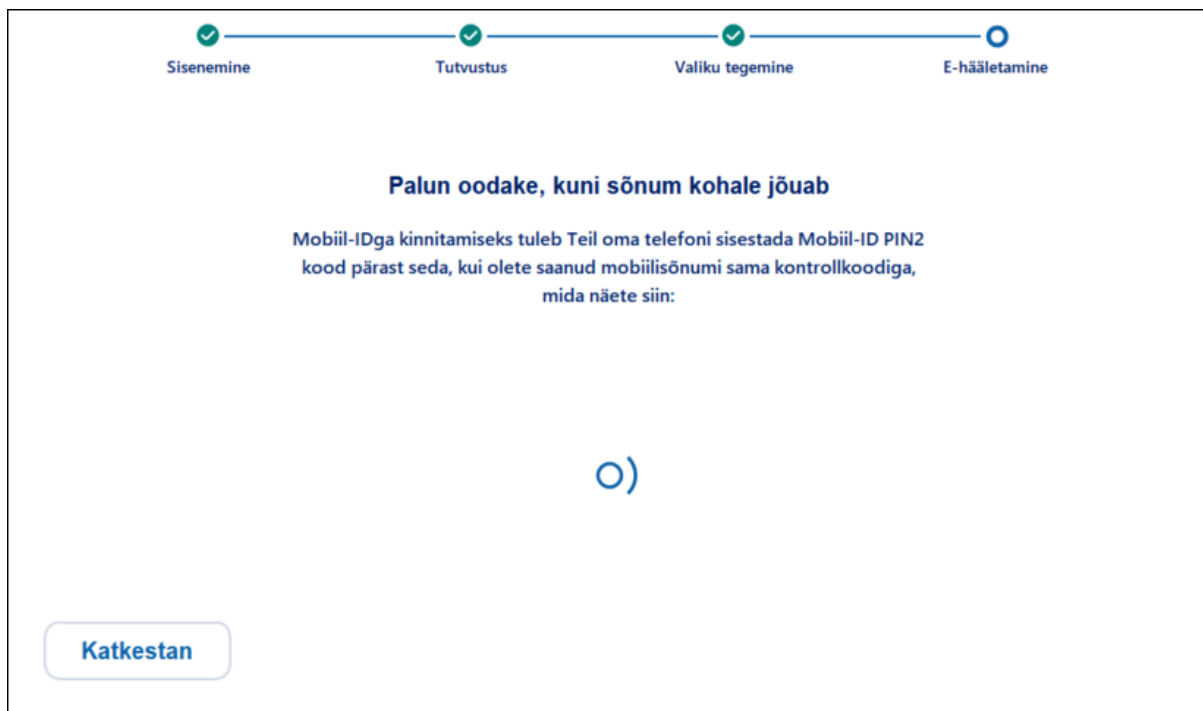 Sisenemine
Tutvustus
Valiku tegemine
E-hääletamine
Palun oodake, kuni sõnum kohale jõuab
Mobiil-IDga kinnitamiseks tuleb Teil oma telefoni sisestada Mobiil-ID PIN2
kood pärast seda, kui olete saanud mobiilisõnumi sama kontrollkoodiga,
mida näete siin:
Katkestan